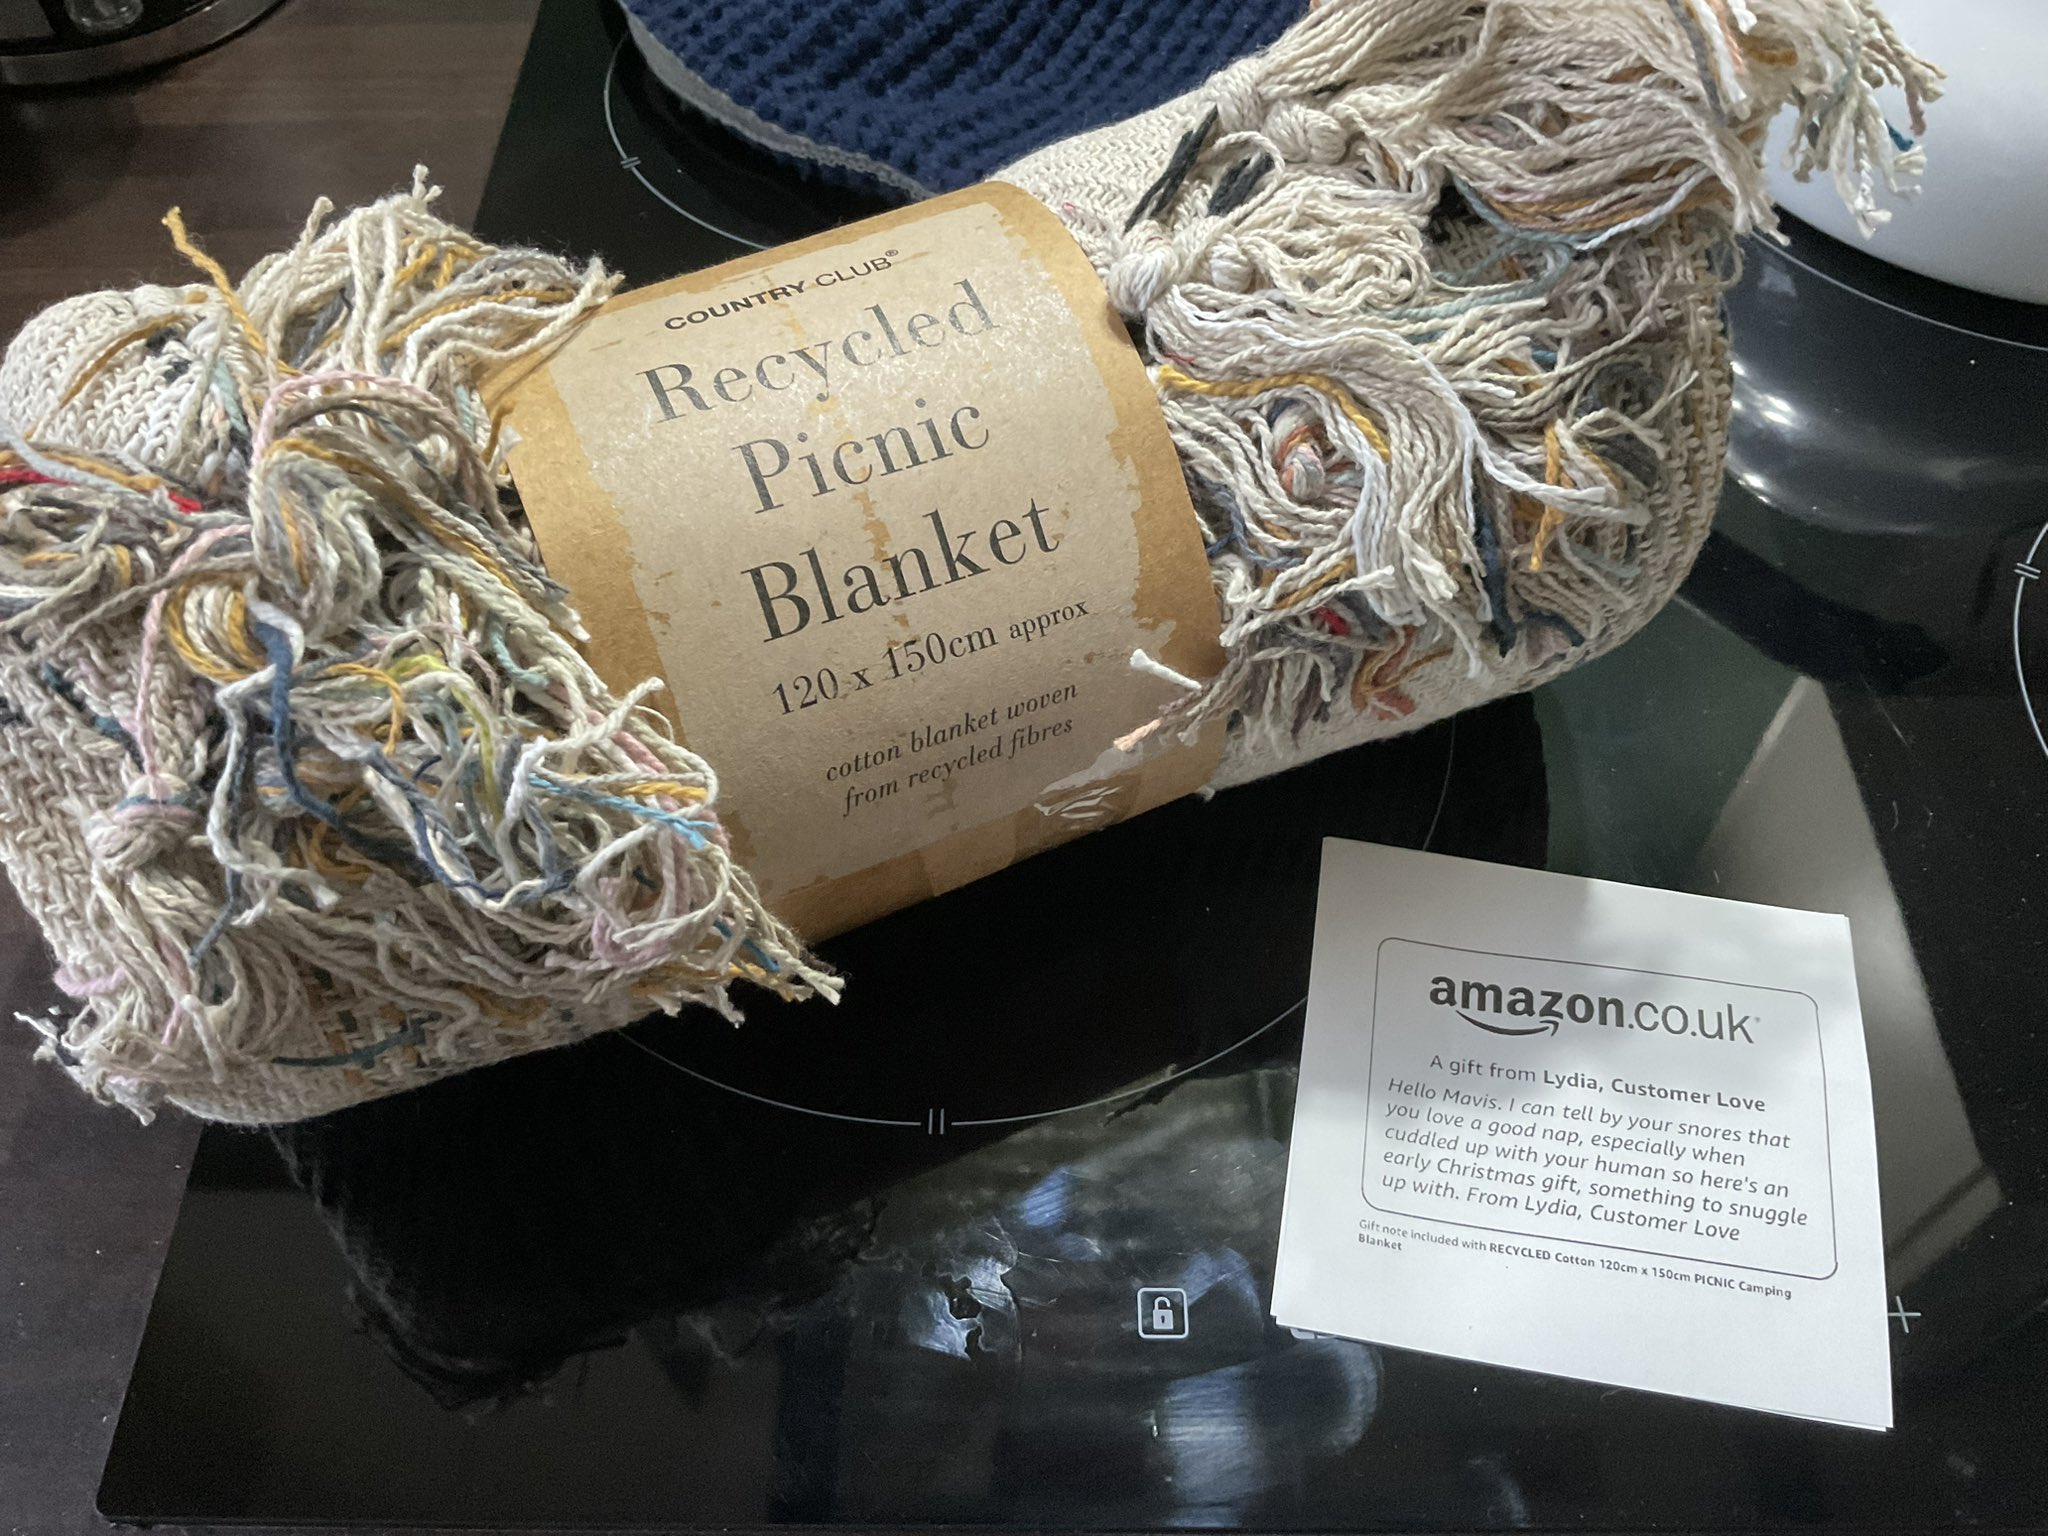 COUNTRY CLUB®
Recycled
Picnic
Blanket
120 x 150cm approx
cotton blanket woven
from recycled fibres
amazon.co.uk
A gift from Lydia, Customer Love
Hello Mavis. I can tell by your snores that
you love a good nap, especially when
cuddled up with your human so here's an
early Christmas gift, something to snuggle
up with. From Lydia, Customer Love
Gift note included with RECYCLED Cotton 120cm x 150cm PICNIC Camping
Blanket